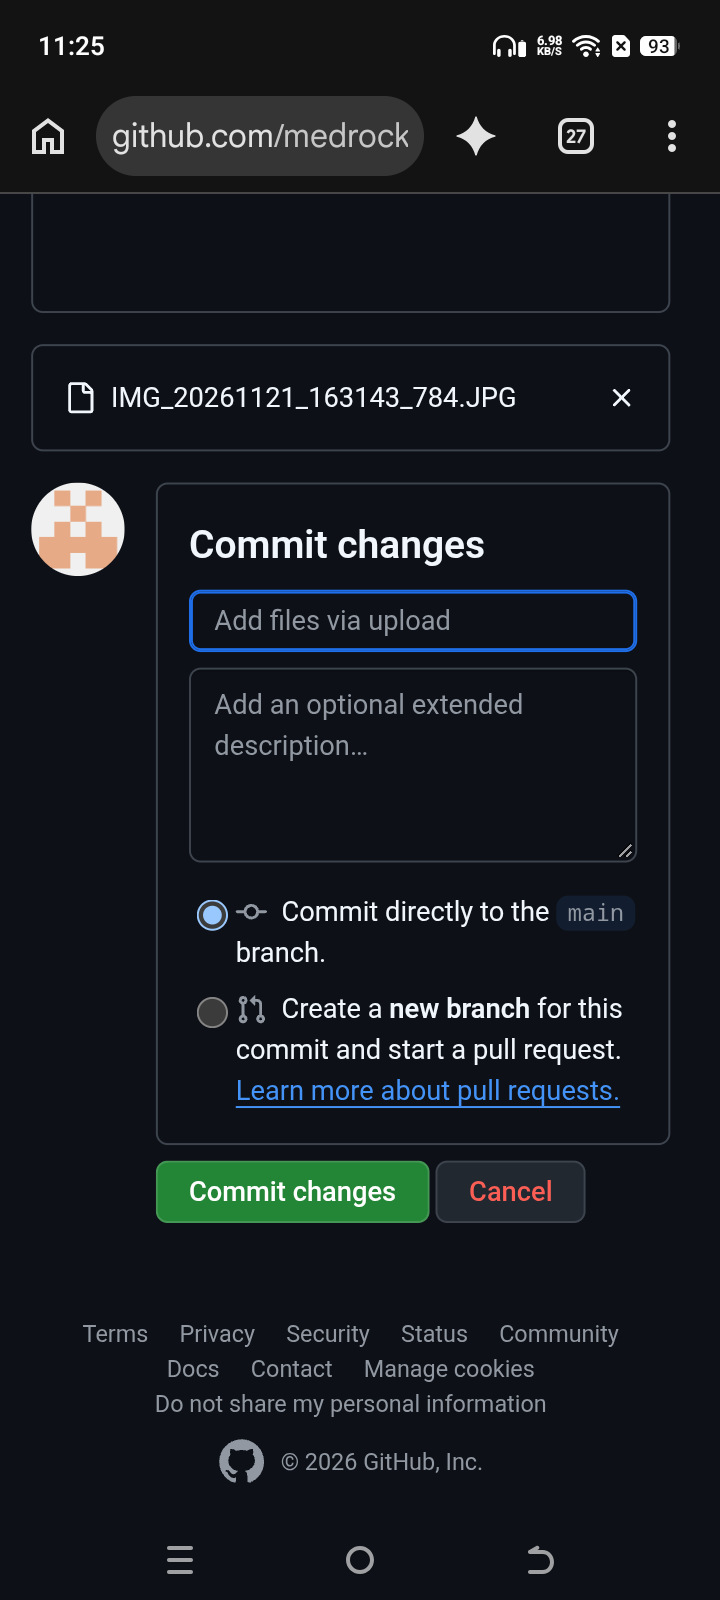 11:25
6.98
KB/S
93
github.com/medrock
27
IMG_20261121_163143_784.JPG
Commit changes
Add files via upload
Add an optional extended
description…
Commit directly to the main
branch.
Create a new branch for this
commit and start a pull request.
Learn more about pull requests.
Commit changes
Cancel
Terms Privacy Security Status Community
Docs Contact Manage cookies
Do not share my personal information
© 2026 GitHub, Inc.